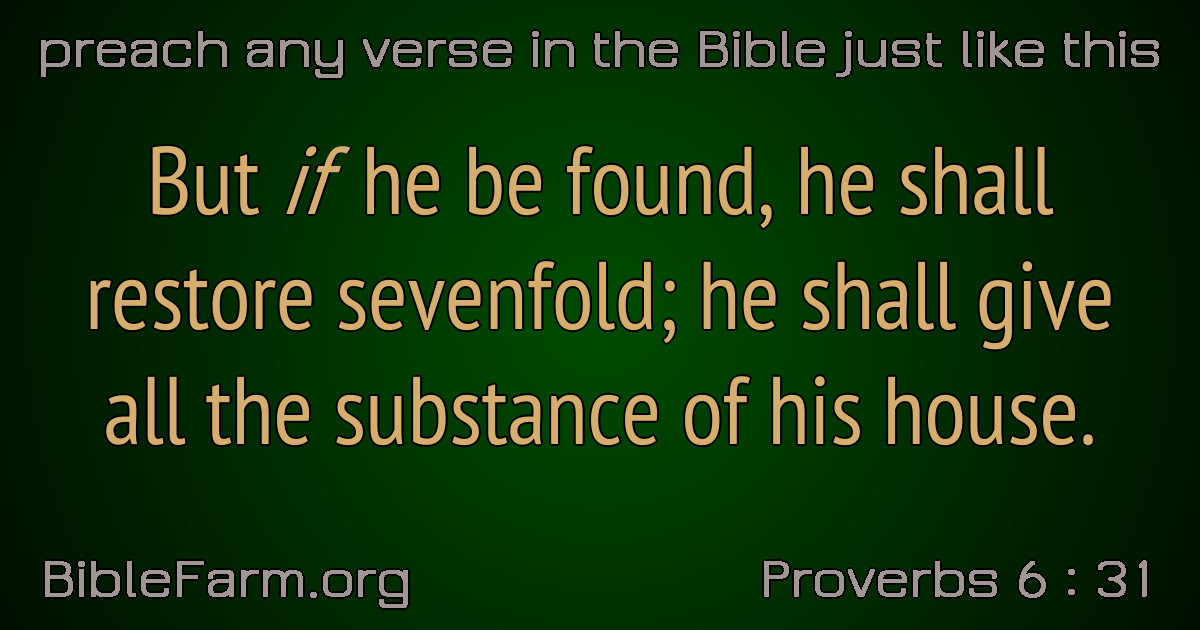 preach any verse in the Bible just like this
But if he be found, he shall
restore sevenfold; he shall give
all the substance of his house.
BibleFarm.org
Proverbs 6 : 31